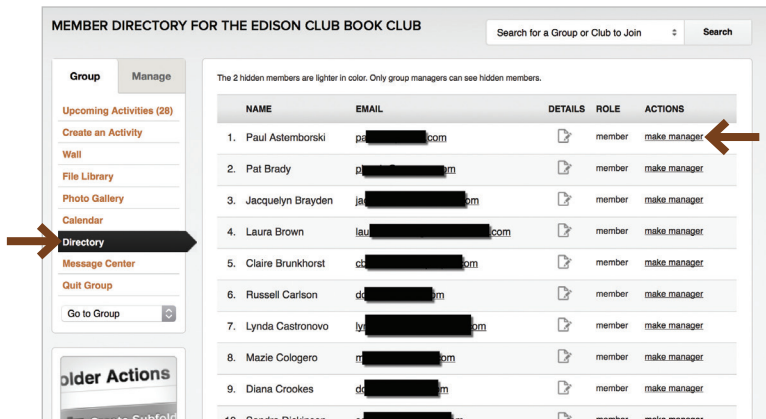 MEMBER DIRECTORY FOR THE EDISON CLUB BOOK CLUB
Search for a Group or Club to Join
Search
Group Manage
Upcoming Activities (28)
Create an Activity
Wall
File Library
Photo Gallery
Calendar
Directory
Message Center
Quit Group
Go to Group
older Actions
The 2 hidden members are lighter in color. Only group managers can see hidden members.
NAME EMAIL DETAILS ROLE ACTIONS
1. Paul Astemborski pa com member make manager
2. Pat Brady member make manager
3. Jacquelyn Brayden om member make manager
4. Laura Brown lau com member make manager
5. Claire Brunkhorst om member make manager
6. Russell Carlson member make manager
7. Lynda Castronovo om member make manager
8. Mazie Cologero om member make manager
9. Diana Crookes member make manager